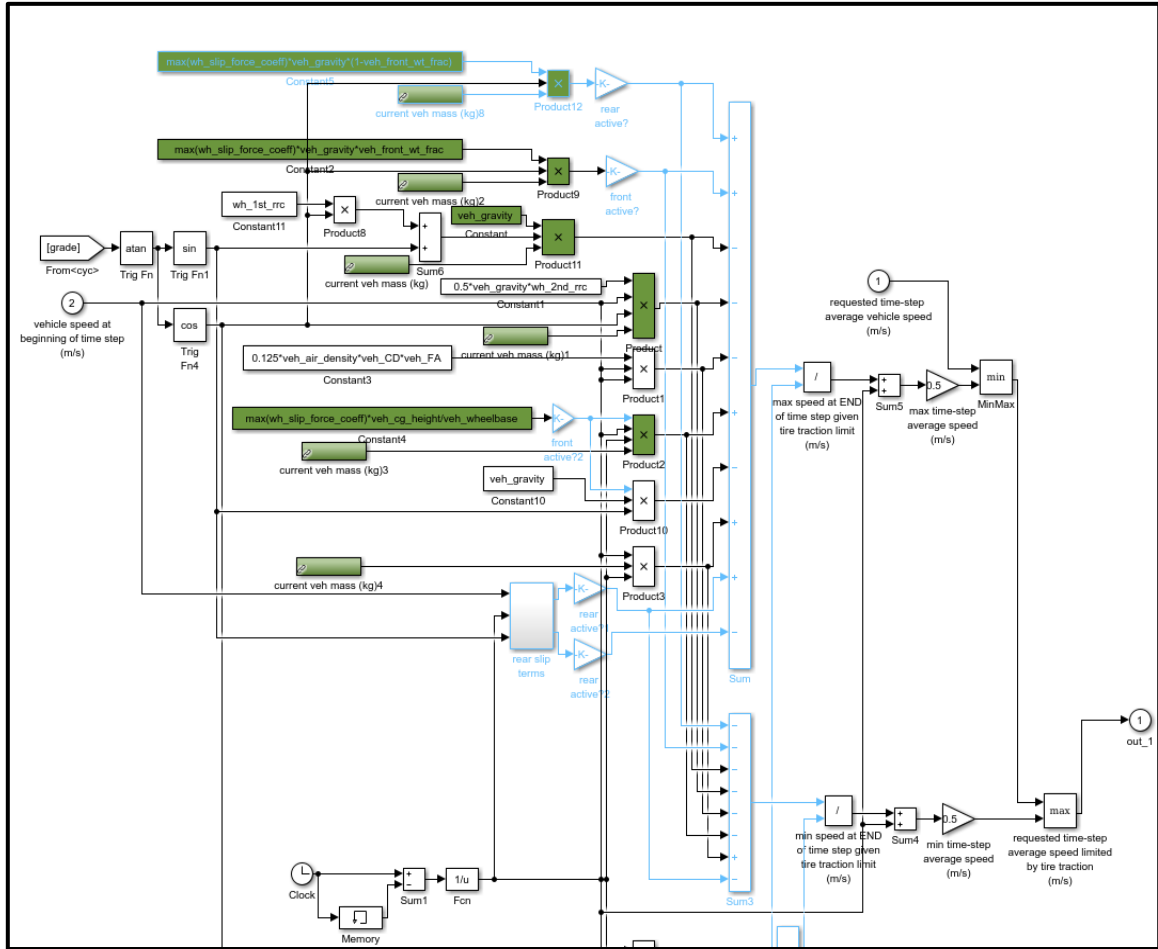 max(wh_slip_force_coeff)*veh_gravity*(1-veh_front_wt_frac)
Constant5
current veh mass (kg)8
×
Product12
-K-
rear
active?
max(wh_slip_force_coeff)*veh_gravity*veh_front_wt_frac
Constant2
current veh mass (kg)2
×
Product9
-K-
front
active?
wh_1st_rrc
Constant11
×
Product8
+
+
Sum6
veh_gravity
Constant
×
Product11
current veh mass (kg)
[grade]
From<cyc>
atan
Trig Fn
sin
Trig Fn1
cos
Trig
Fn4
2
vehicle speed at
beginning of time step
(m/s)
0.5*veh_gravity*wh_2nd_rrc
Constant1
current veh mass (kg)1
×
Product
0.125*veh_air_density*veh_CD*veh_FA
Constant3
×
Product1
max(wh_slip_force_coeff)*veh_cg_height/veh_wheelbase
Constant4
-K-
front
active?2
current veh mass (kg)3
×
Product2
veh_gravity
Constant10
×
Product10
current veh mass (kg)4
×
Product3
rear slip
terms
-K-
rear
active?1
-K-
rear
active?2
+
+
−
−
−
+
−
+
+
−
Sum
−
−
−
−
−
−
+
−
Sum3
Clock
Memory
+
−
Sum1
1/u
Fcn
1
requested time-step
average vehicle speed
(m/s)
/
max speed at END
of time step given
tire traction limit
(m/s)
+
+
Sum5
0.5
max time-step
average speed
(m/s)
min
MinMax
/
min speed at END
of time step given
tire traction limit
(m/s)
+
+
Sum4
0.5
min time-step
average speed
(m/s)
max
requested time-step
average speed limited
by tire traction
(m/s)
1
out_1